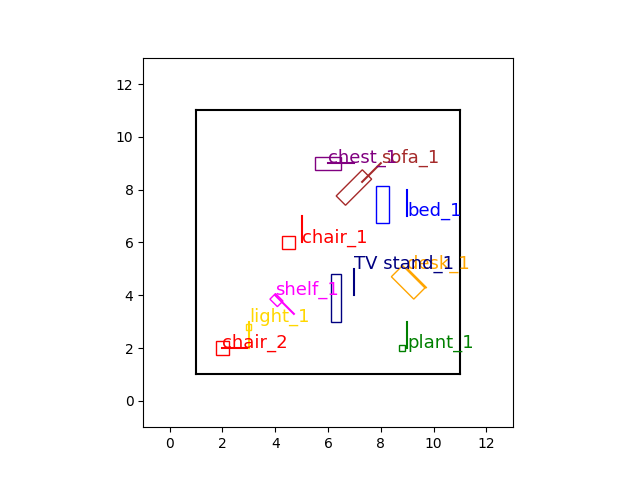 12
10
8
6
4
2
0
chest_1
sofa_1
bed_1
chair_1
TV stand_1
desk_1
shelf_1
light_1
chair_2
plant_1
0 2 4 6 8 10 12